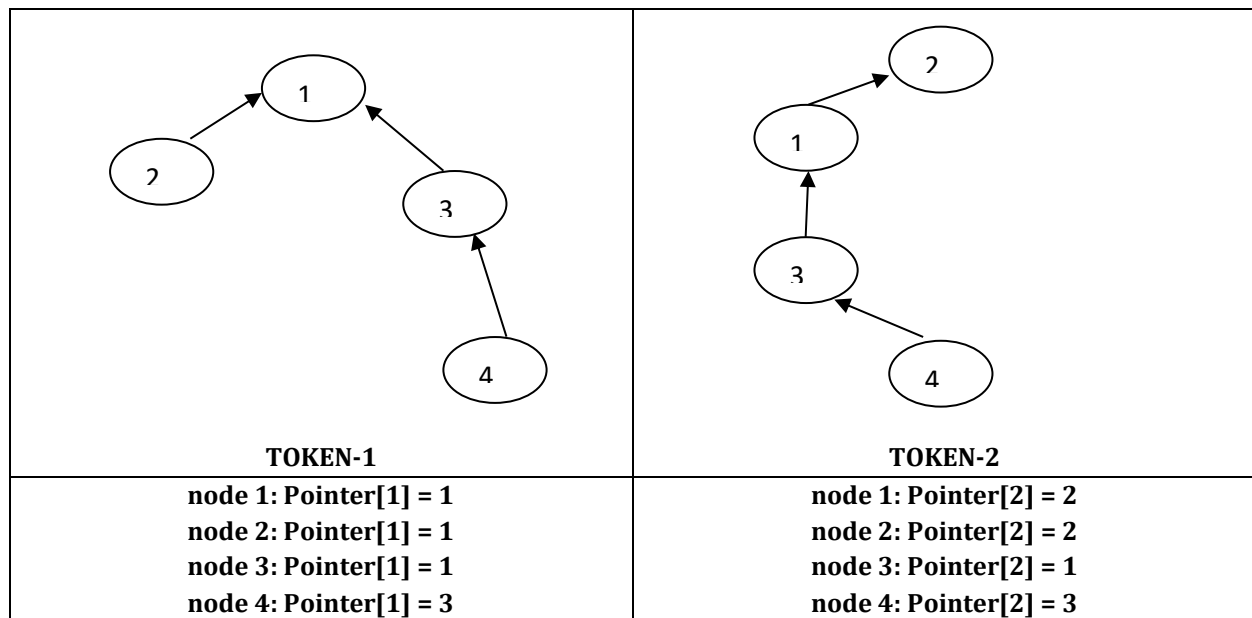 1
2
3
4
TOKEN-1
2
1
3
4
TOKEN-2
node 1: Pointer[1] = 1
node 2: Pointer[1] = 1
node 3: Pointer[1] = 1
node 4: Pointer[1] = 3
node 1: Pointer[2] = 2
node 2: Pointer[2] = 2
node 3: Pointer[2] = 1
node 4: Pointer[2] = 3